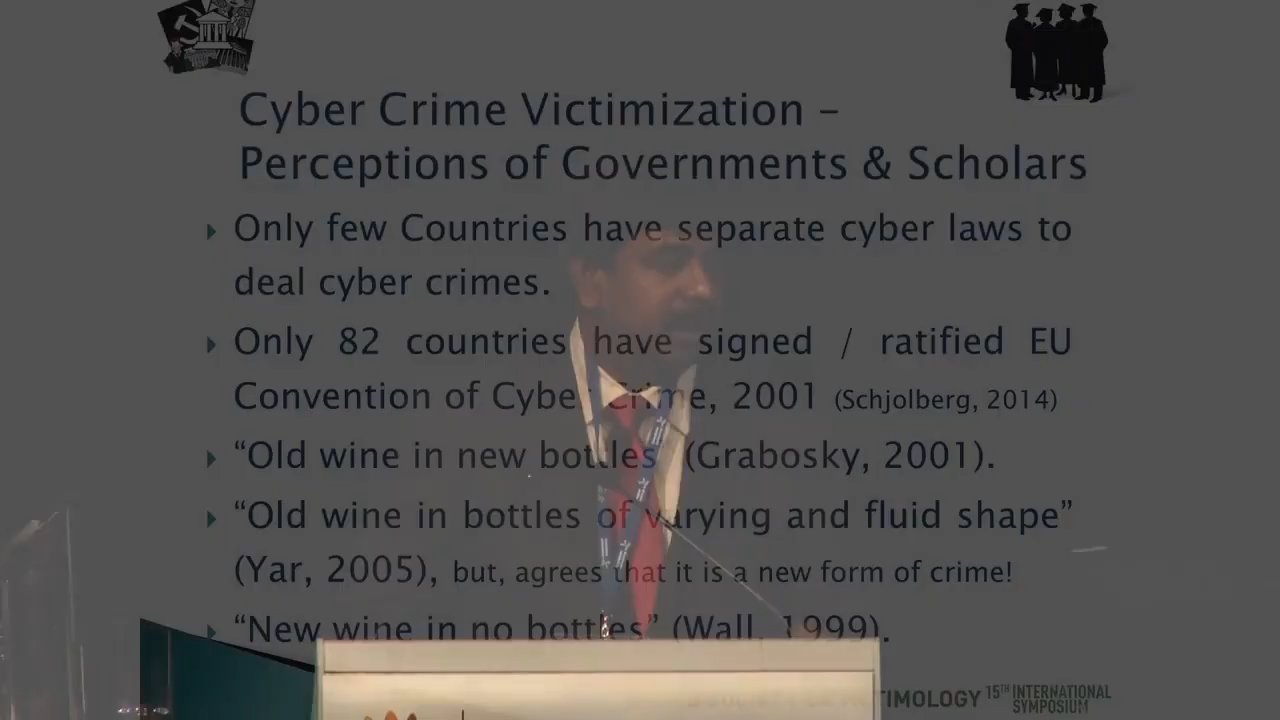 Cyber Crime Victimization –
Perceptions of Governments & Scholars
Only few Countries have separate cyber laws to
deal cyber crimes.
Only 82 countries have signed / ratified EU
Convention of Cyber Crime, 2001 (Schjolberg, 2014)
“Old wine in new bottles” (Grabosky, 2001).
“Old wine in bottles of varying and fluid shape”
(Yar, 2005), but, agrees that it is a new form of crime!
“New wine in no bottles” (Wall, 1999).
15TH INTERNATIONAL
SYMPOSIUM